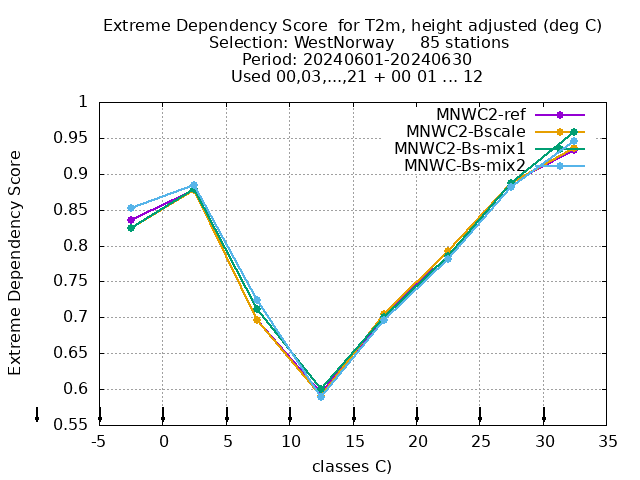 Extreme Dependency Score  for T2m, height adjusted (deg C)
Selection: WestNorway     85 stations
Period: 20240601-20240630
Used 00,03,...,21 + 00 01 ... 12
MNWC2-ref
MNWC2-Bscale
MNWC2-Bs-mix1
MNWC-Bs-mix2
Extreme Dependency Score
1
0.95
0.9
0.85
0.8
0.75
0.7
0.65
0.6
0.55
-5 0 5 10 15 20 25 30 35
classes C)